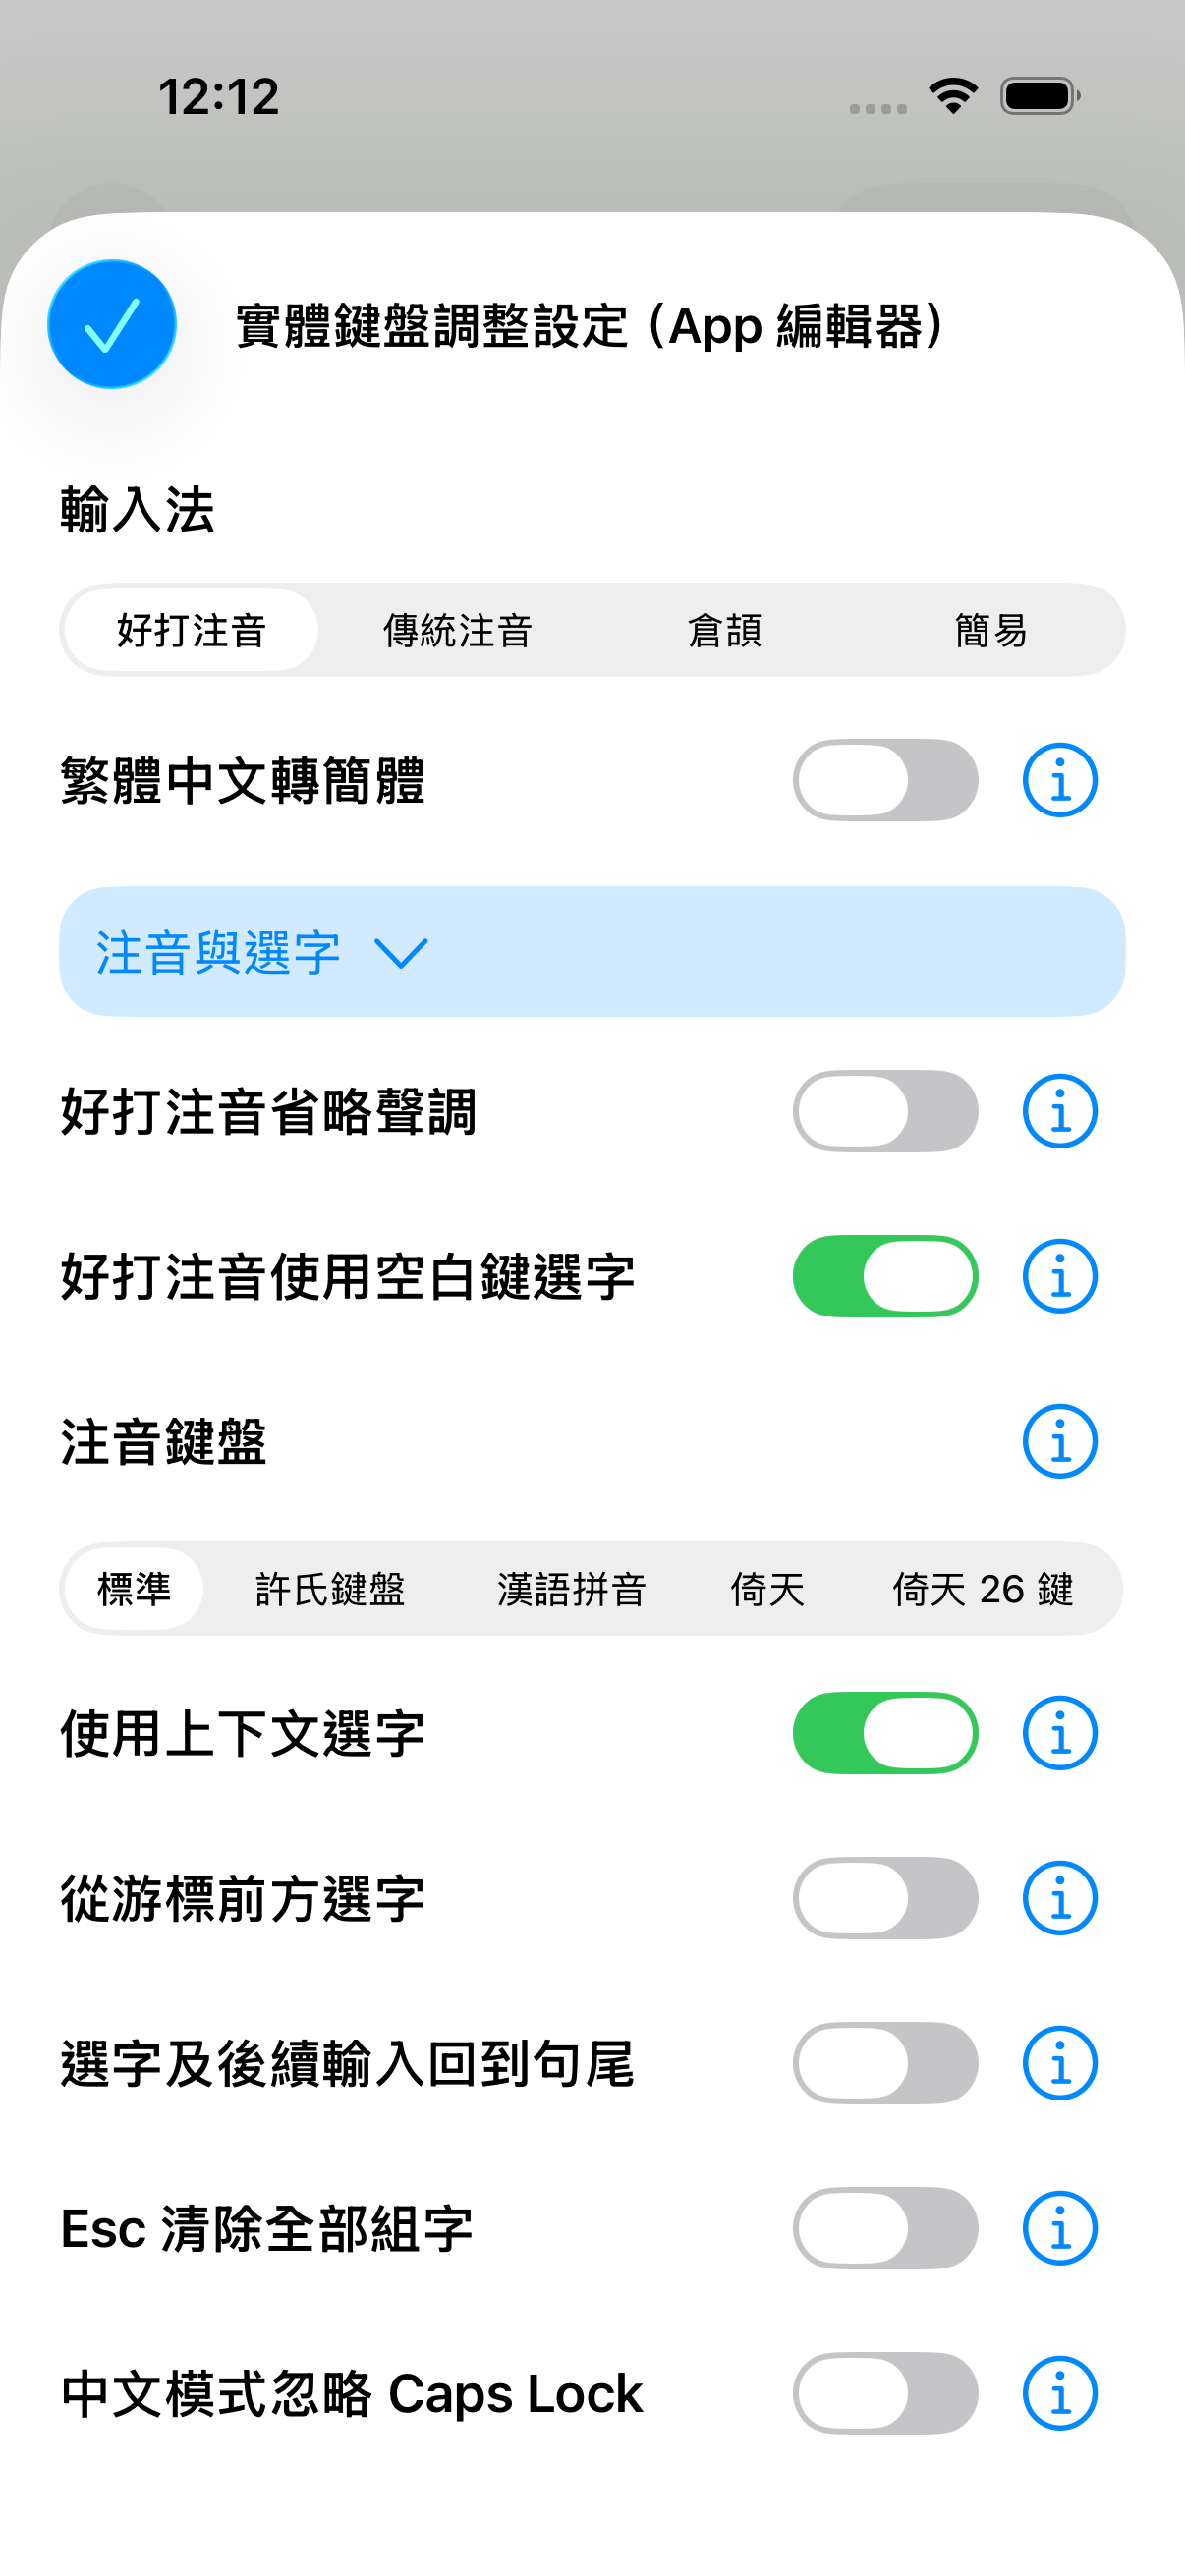 12:12
實體鍵盤調整設定（App 編輯器）
輸入法
好打注音 傳統注音 倉頡 簡易
繁體中文轉簡體
注音與選字
好打注音省略聲調
好打注音使用空白鍵選字
注音鍵盤
標準 許氏鍵盤 漢語拼音 倚天 倚天 26 鍵
使用上下文選字
從游標前方選字
選字及後續輸入回到句尾
Esc 清除全部組字
中文模式忽略 Caps Lock